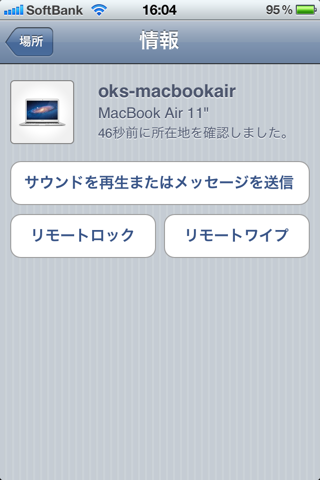 SoftBank 16:04 95%
場所 情報
oks-macbookair
MacBook Air 11"
46秒前に所在地を確認しました。
サウンドを再生またはメッセージを送信
リモートロック リモートワイプ